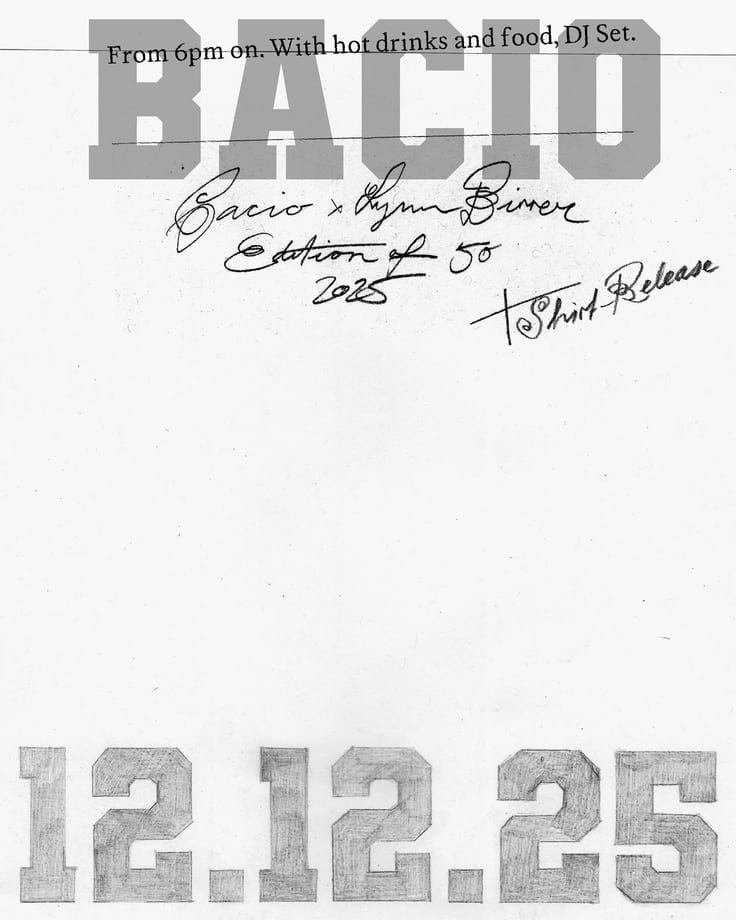 BACIO
From 6pm on. With hot drinks and food, DJ Set.
Bacio x Lynn Birrer
Edition of 50
2025
T Shirt-Release
12.12.25